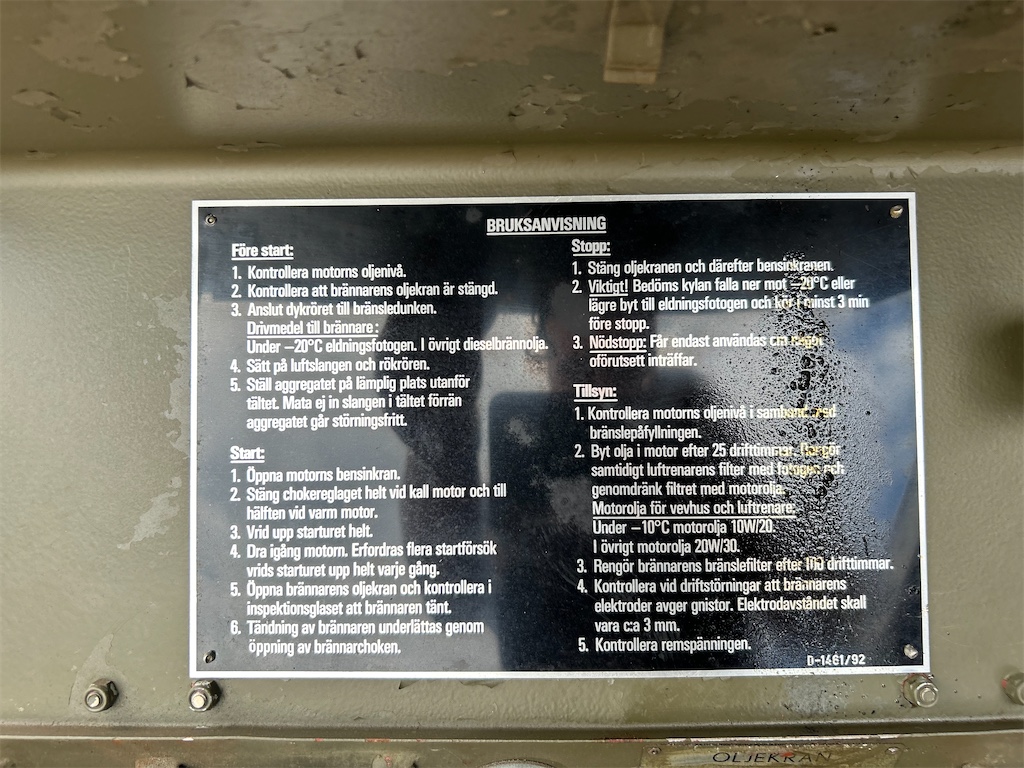 BRUKSANVISNING
Före start:
1. Kontrollera motorns oljenivå.
2. Kontrollera att brännarens oljekran är stängd.
3. Anslut dykröret till bränsledunken.
Drivmedel till brännare:
Under –20°C eldningsfotogen. I övrigt dieselbrännolja.
4. Sätt på luftslangen och rökrören.
5. Ställ aggregatet på lämplig plats utanför
tältet. Mata ej in slangen i tältet förrän
aggregatet går störningsfritt.
Start:
1. Öppna motorns bensinkran.
2. Stäng chokereglaget helt vid kall motor och till
hälften vid varm motor.
3. Vrid upp starturet helt.
4. Dra igång motorn. Erfordras flera startförsök
vrids starturet upp helt varje gång.
5. Öppna brännarens oljekran och kontrollera i
inspektionsglaset att brännaren tänt.
6. Tändning av brännaren underlättas genom
öppning av brännarchoken.
Stopp:
1. Stäng oljekranen och därefter bensinkranen.
2. Viktigt! Bedöms kylan falla ner mot –20°C eller
lägre byt till eldningsfotogen och kör i minst 3 min
före stopp.
3. Nödstopp: Får endast användas om något
oförutsett inträffar.
Tillsyn:
1. Kontrollera motorns oljenivå i samband med
bränslepåfyllningen.
2. Byt olja i motor efter 25 drifttimmar. Rengör
samtidigt luftrenarens filter med fotogen och
genomdränk filtret med motorolja.
Motorolja för vevhus och luftrenare:
Under –10°C motorolja 10W/20.
I övrigt motorolja 20W/30.
3. Rengör brännarens bränslefilter efter 100 drifttimmar.
4. Kontrollera vid driftstörningar att brännarens
elektroder avger gnistor. Elektrodavståndet skall
vara c:a 3 mm.
5. Kontrollera remspänningen.
D-1461/92
OLJEKRAN